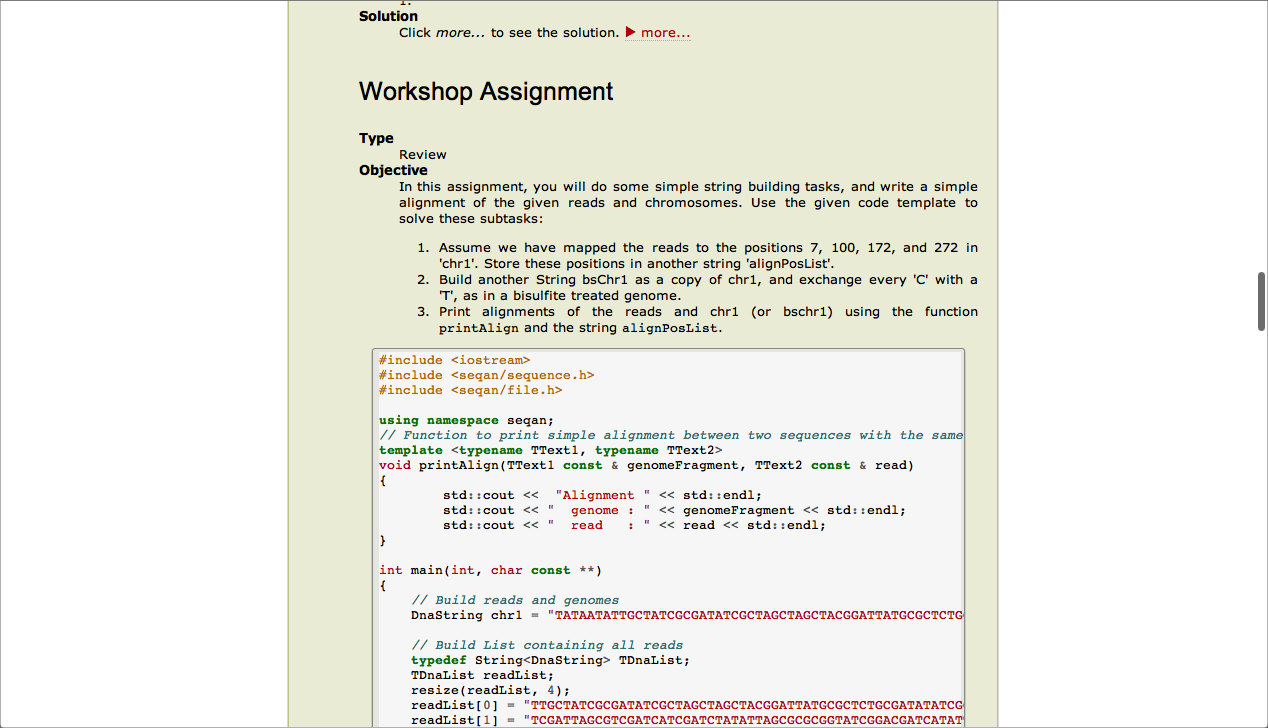 1.
Solution
Click more... to see the solution. ▶ more...
Workshop Assignment
Type
Review
Objective
In this assignment, you will do some simple string building tasks, and write a simple
alignment of the given reads and chromosomes. Use the given code template to
solve these subtasks:
1. Assume we have mapped the reads to the positions 7, 100, 172, and 272 in
'chr1'. Store these positions in another string 'alignPosList'.
2. Build another String bsChr1 as a copy of chr1, and exchange every 'C' with a
'T', as in a bisulfite treated genome.
3. Print alignments of the reads and chr1 (or bschr1) using the function
printAlign and the string alignPosList.
#include <iostream>
#include <seqan/sequence.h>
#include <seqan/file.h>
using namespace seqan;
// Function to print simple alignment between two sequences with the same
template <typename TText1, typename TText2>
void printAlign(TText1 const & genomeFragment, TText2 const & read)
{
std::cout <<  "Alignment " << std::endl;
std::cout << "  genome : " << genomeFragment << std::endl;
std::cout << "  read   : " << read << std::endl;
}
int main(int, char const **)
{
// Build reads and genomes
DnaString chr1 = "TATAATATTGCTATCGCGATATCGCTAGCTAGCTACGGATTATGCGCTCTG
// Build List containing all reads
typedef String<DnaString> TDnaList;
TDnaList readList;
resize(readList, 4);
readList[0] = "TTGCTATCGCGATATCGCTAGCTAGCTACGGATTATGCGCTCTGCGATATATCG
readList[1] = "TCGATTAGCGTCGATCATCGATCTATATTAGCGCGCGGTATCGGACGATCATAT